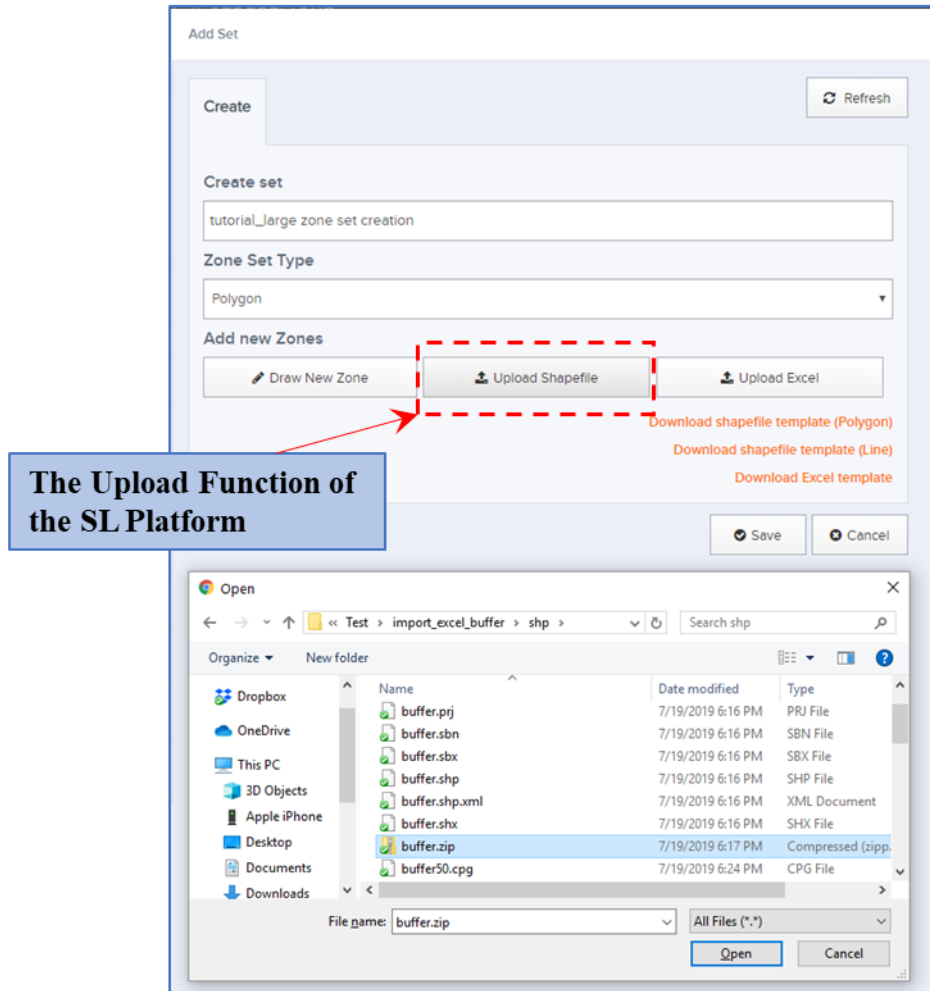 Add Set
Create
Refresh
Create set
tutorial_large zone set creation
Zone Set Type
Polygon
Add new Zones
Draw New Zone
Upload Shapefile
Upload Excel
Download shapefile template (Polygon)
Download shapefile template (Line)
Download Excel template
The Upload Function of
the SL Platform
Save
Cancel
Open
« Test › import_excel_buffer › shp ›
Search shp
Organize
New folder
Name Date modified Type
Dropbox
OneDrive
This PC
3D Objects
Apple iPhone
Desktop
Documents
Downloads
buffer.prj 7/19/2019 6:16 PM PRJ File
buffer.sbn 7/19/2019 6:16 PM SBN File
buffer.sbx 7/19/2019 6:16 PM SBX File
buffer.shp 7/19/2019 6:16 PM SHP File
buffer.shp.xml 7/19/2019 6:16 PM XML Document
buffer.shx 7/19/2019 6:16 PM SHX File
buffer.zip 7/19/2019 6:17 PM Compressed (zipp.
buffer50.cpg 7/19/2019 6:24 PM CPG File
File name: buffer.zip
All Files (*.*)
Open
Cancel